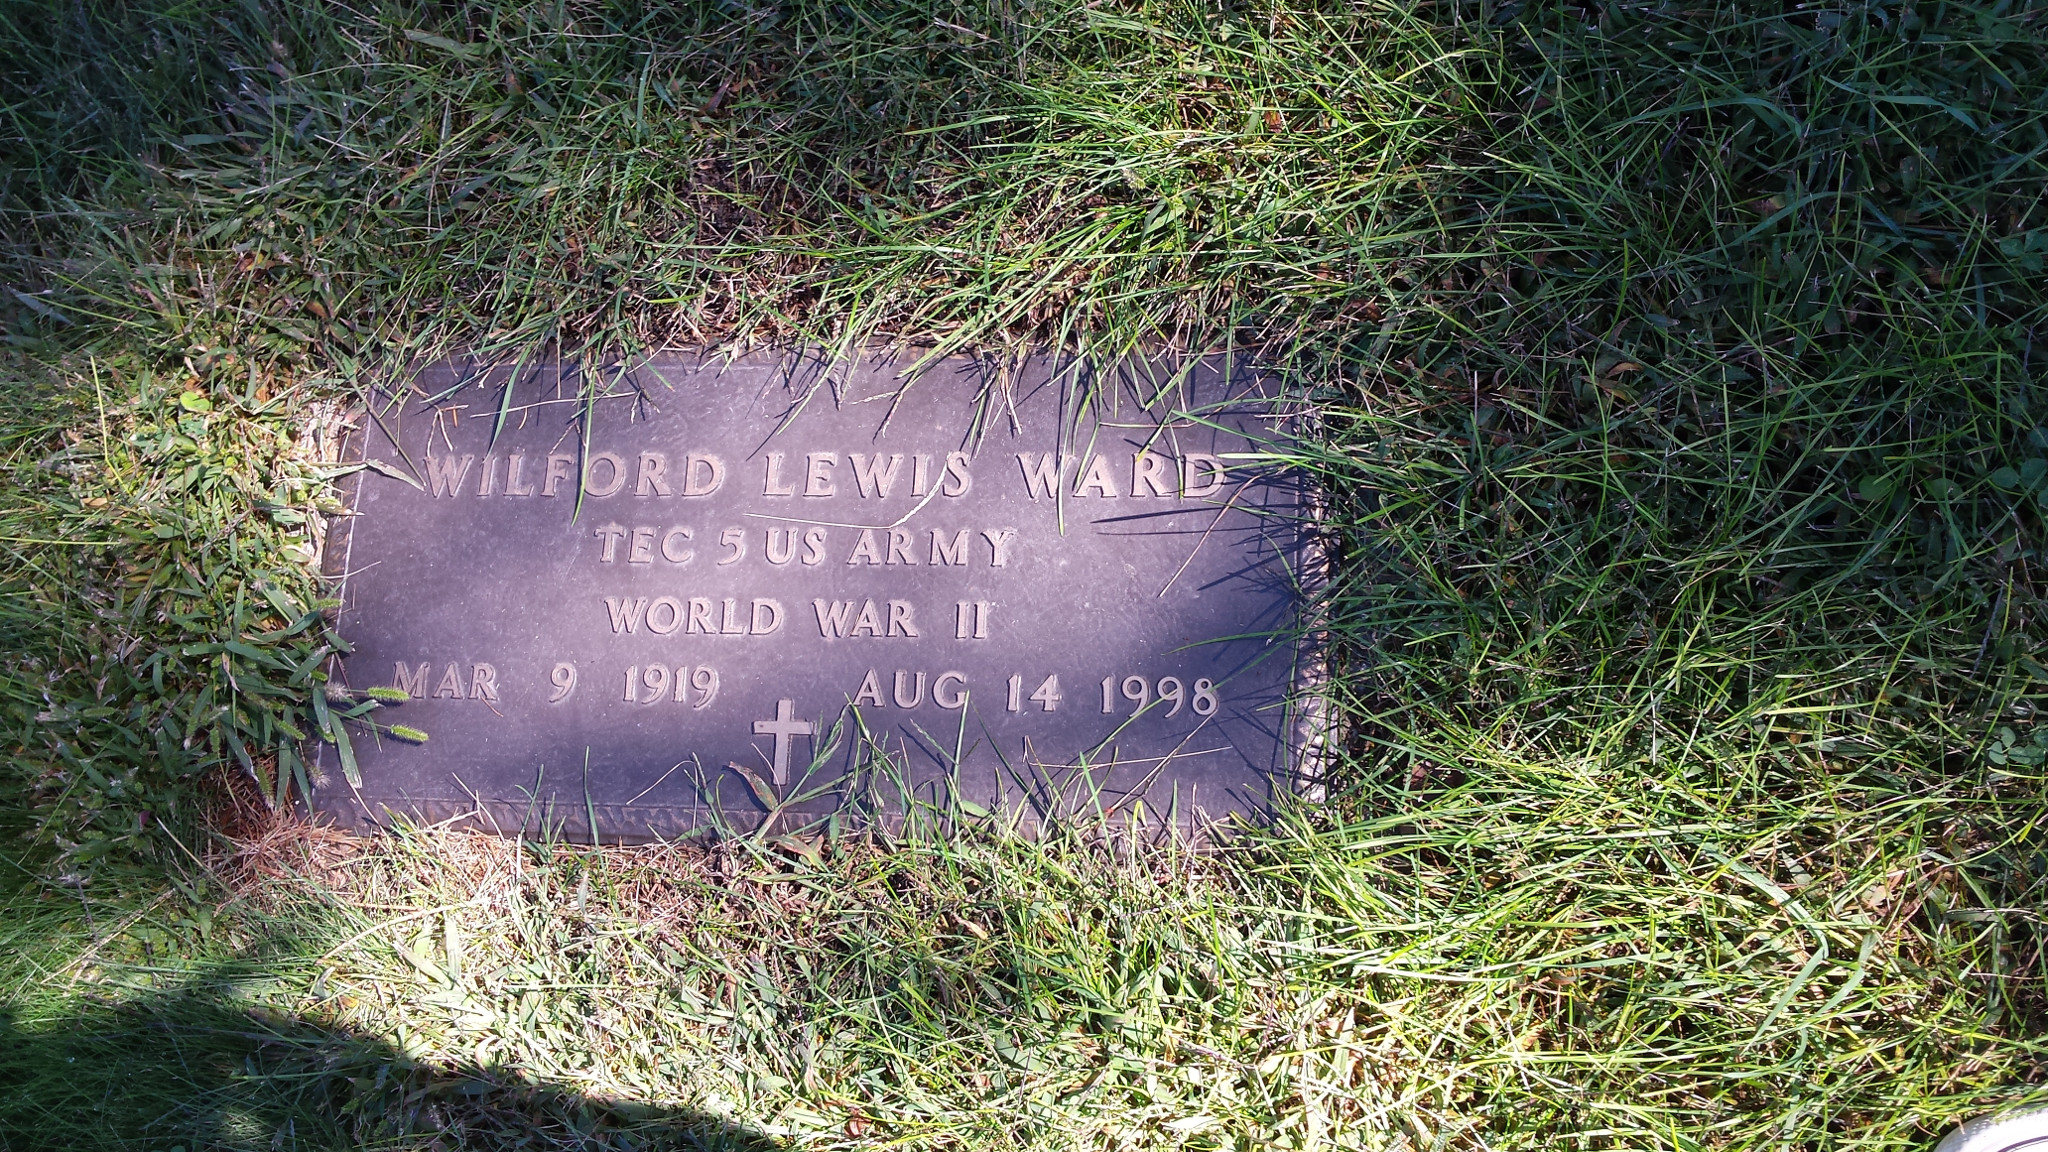 WILFORD LEWIS WARD
TEC 5 US ARMY
WORLD WAR II
MAR 9 1919 AUG 14 1998